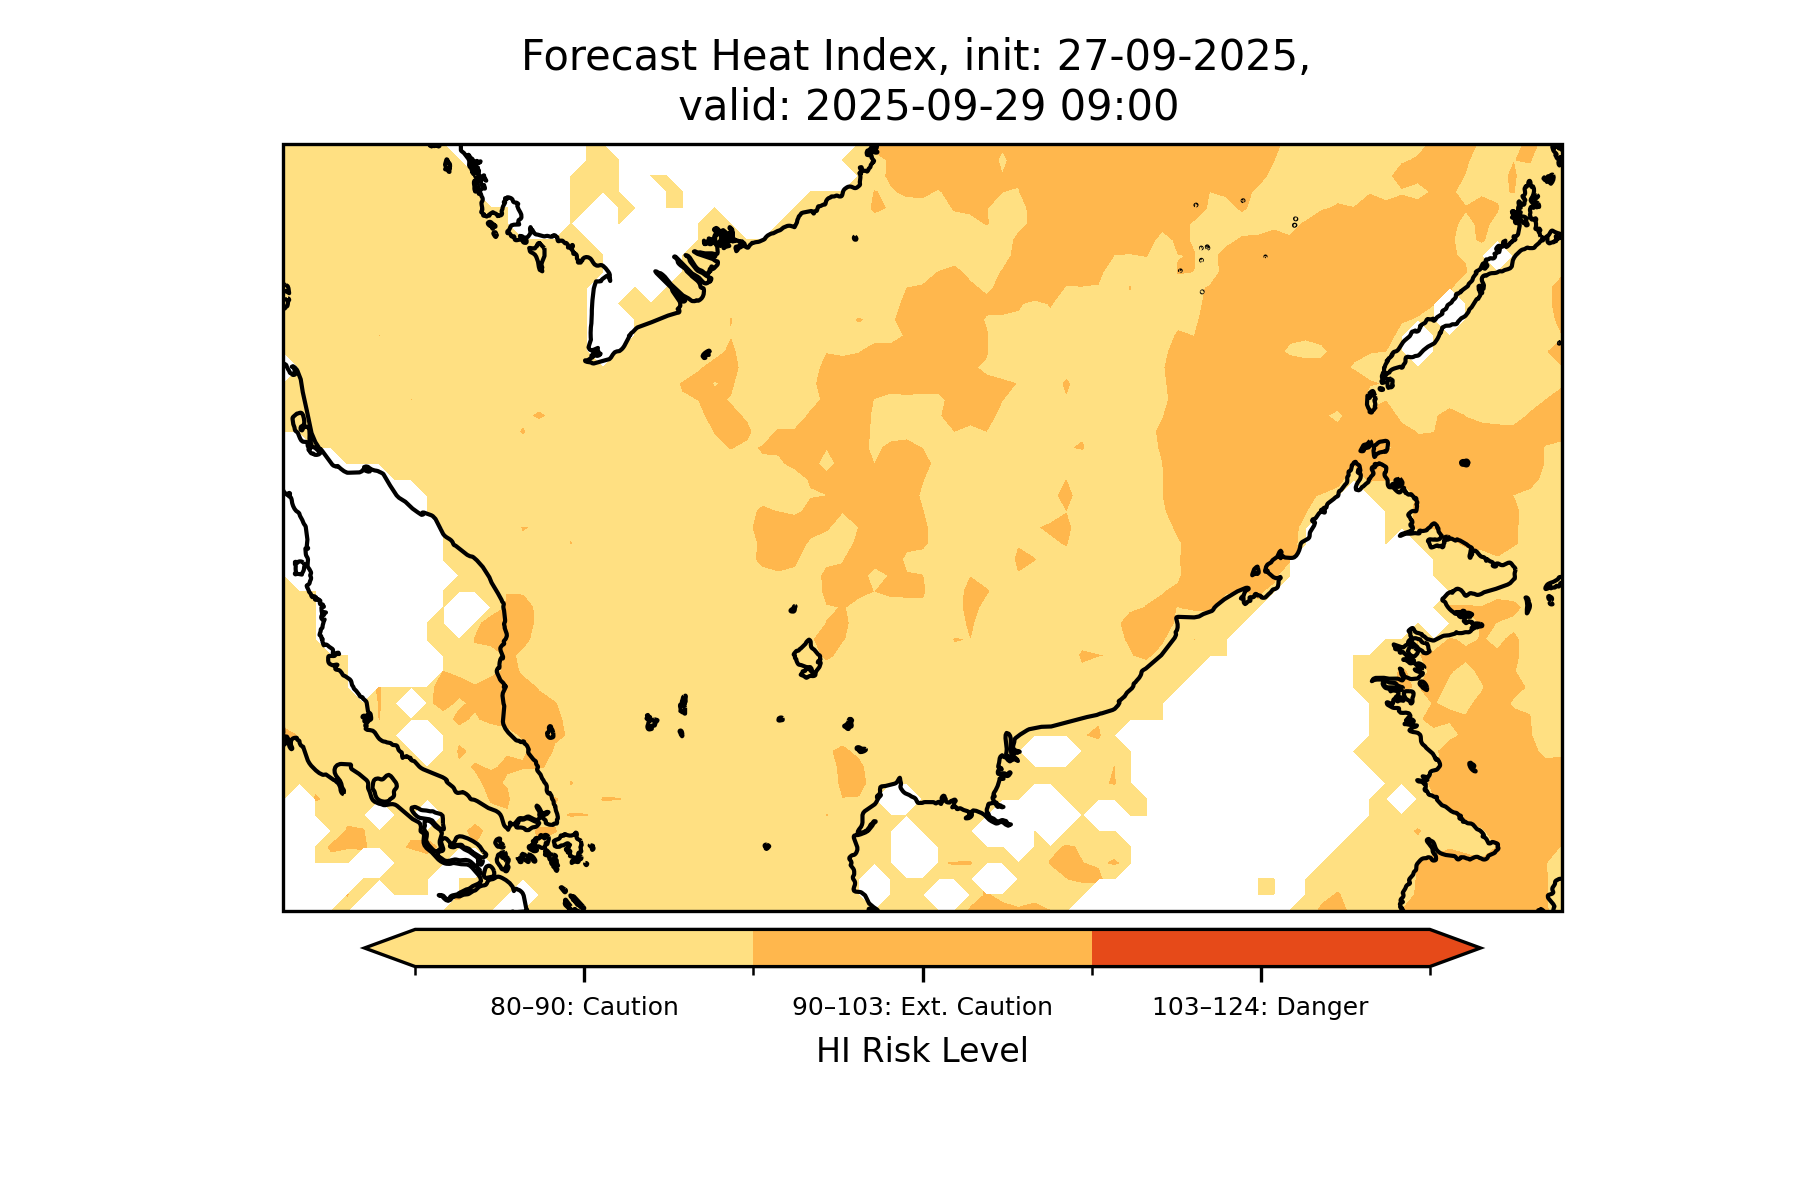 Forecast Heat Index, init: 27-09-2025,
valid: 2025-09-29 09:00
80–90: Caution
90–103: Ext. Caution
103–124: Danger
HI Risk Level